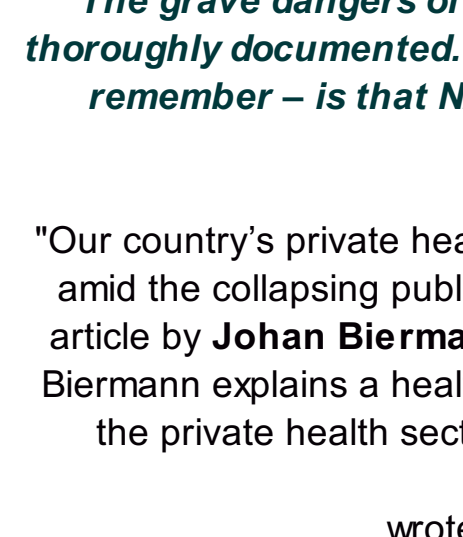 The grave dangers of
thoroughly documented.
remember – is that N
"Our country's private hea
amid the collapsing publ
article by Johan Bierma
Biermann explains a heal
the private health sect
wrote